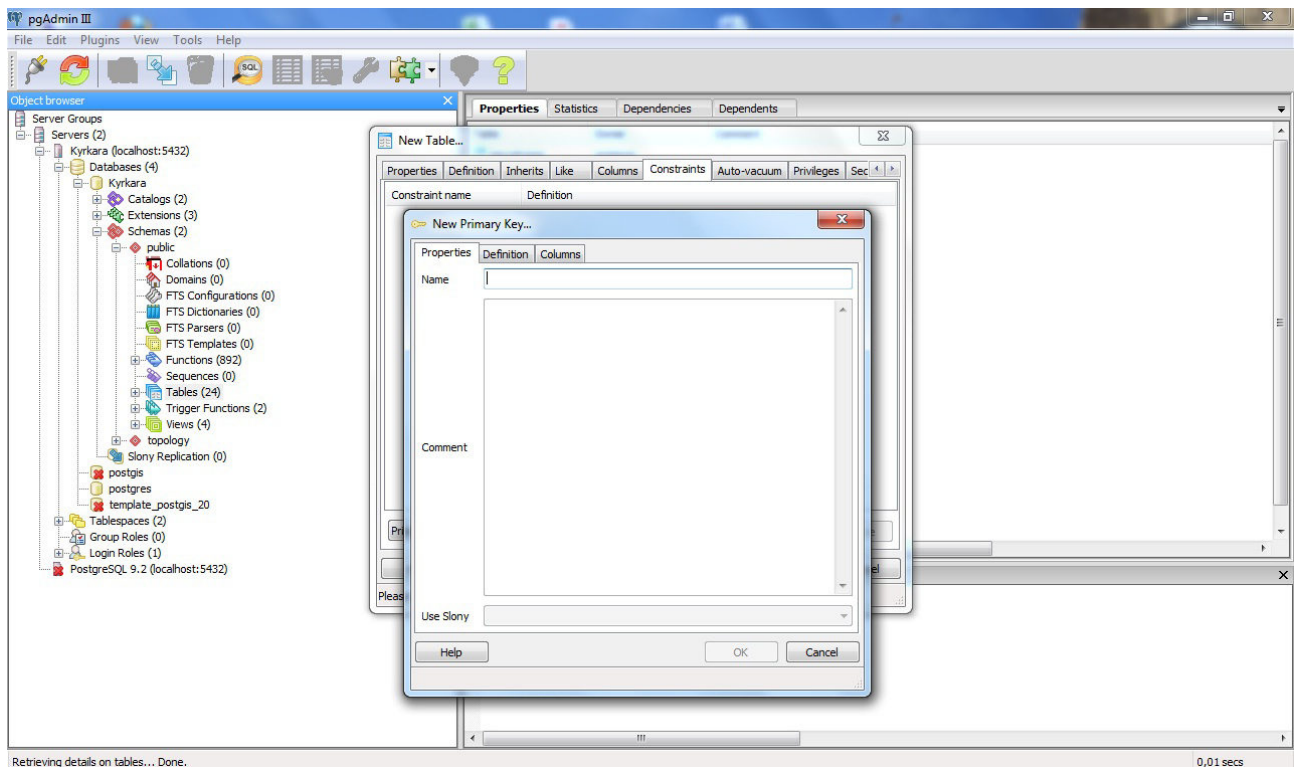 pgAdmin III
File Edit Plugins View Tools Help
SQL
Object browser
Server Groups
Servers (2)
Kyrkara (localhost:5432)
Databases (4)
Kyrkara
Catalogs (2)
Extensions (3)
Schemas (2)
public
Collations (0)
Domains (0)
FTS Configurations (0)
FTS Dictionaries (0)
FTS Parsers (0)
FTS Templates (0)
Functions (892)
Sequences (0)
Tables (24)
Trigger Functions (2)
Views (4)
topology
Slony Replication (0)
postgis
postgres
template_postgis_20
Tablespaces (2)
Group Roles (0)
Login Roles (1)
PostgreSQL 9.2 (localhost:5432)
Properties Statistics Dependencies Dependents
New Table...
Properties Definition Inherits Like Columns Constraints Auto-vacuum Privileges Sec
Constraint name Definition
New Primary Key...
Properties Definition Columns
Name
Comment
Use Slony
Help OK Cancel
Retrieving details on tables... Done. 0,01 secs